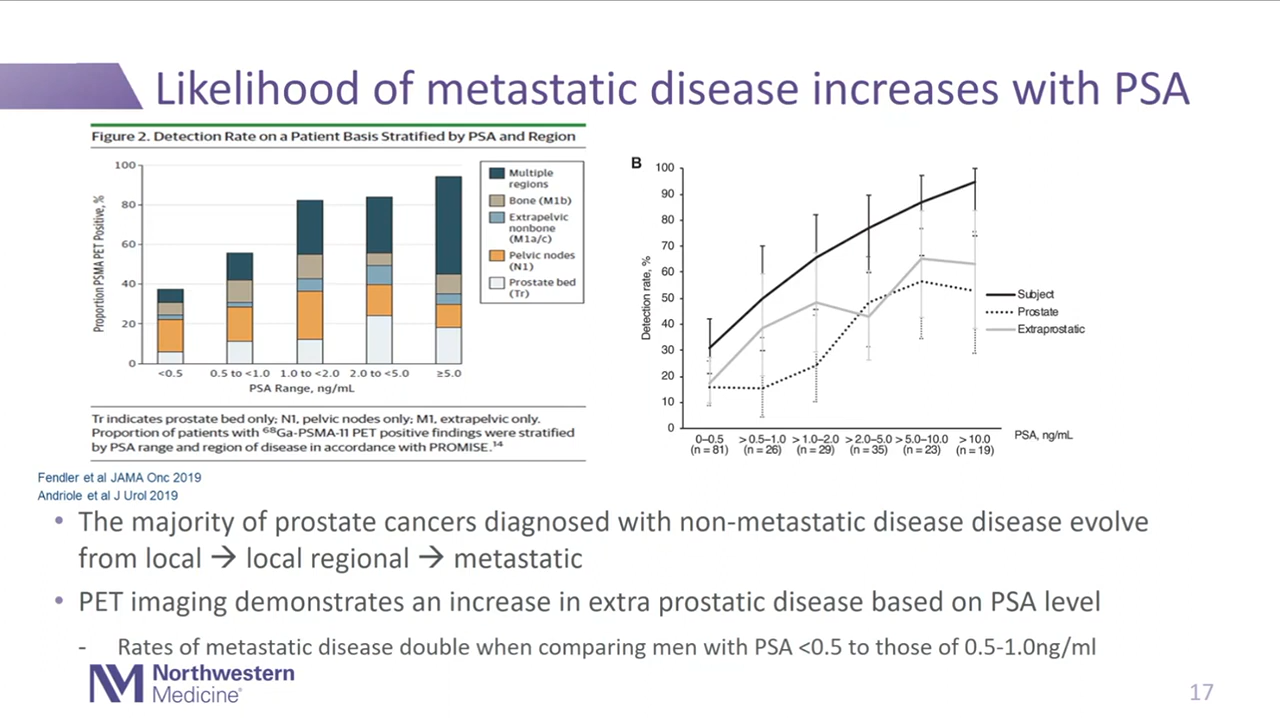 Likelihood of metastatic disease increases with PSA
Figure 2. Detection Rate on a Patient Basis Stratified by PSA and Region
Proportion PSMA PET Positive, %
100
80
60
40
20
0
<0.5
0.5 to <1.0
1.0 to <2.0
2.0 to <5.0
≥5.0
PSA Range, ng/mL
Multiple
regions
Bone (M1b)
Extrapelvic
nonbone
(M1a/c)
Pelvic nodes
(N1)
Prostate bed
(Tr)
Tr indicates prostate bed only; N1, pelvic nodes only; M1, extrapelvic only.
Proportion of patients with ⁶⁸Ga-PSMA-11 PET positive findings were stratified
by PSA range and region of disease in accordance with PROMISE.¹⁴
B
Detection rate, %
100
90
80
70
60
50
40
30
20
10
0
0–0.5
(n = 81)
> 0.5–1.0
(n = 26)
> 1.0–2.0
(n = 29)
> 2.0–5.0
(n = 35)
> 5.0–10.0
(n = 23)
> 10.0
(n = 19)
PSA, ng/mL
Subject
Prostate
Extraprostatic
Fendler et al JAMA Onc 2019
Andriole et al J Urol 2019
• The majority of prostate cancers diagnosed with non-metastatic disease disease evolve
from local → local regional → metastatic
• PET imaging demonstrates an increase in extra prostatic disease based on PSA level
- Rates of metastatic disease double when comparing men with PSA <0.5 to those of 0.5-1.0ng/ml
NM Northwestern
Medicine®
17